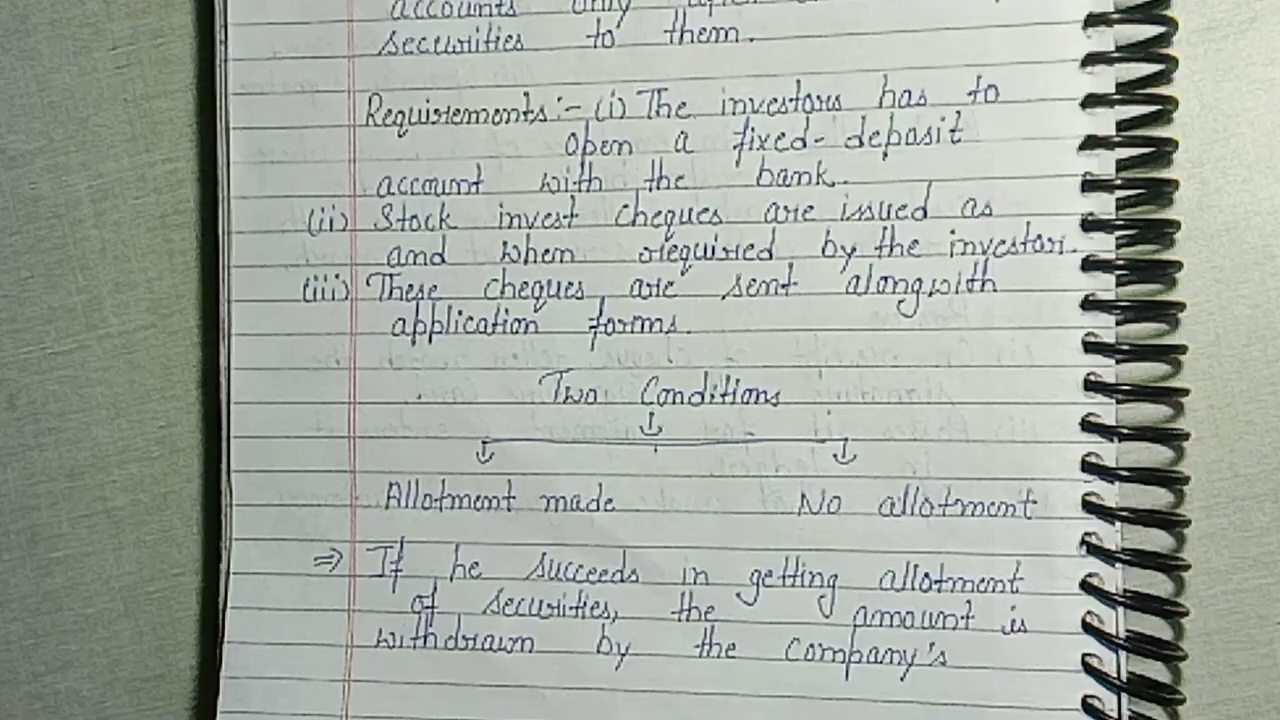 accounts only
securities to them.
Requirements:- (i) The investors has to
open a fixed-deposit
account with the bank.
(ii) Stock invest cheques are issued as
and when required by the investor.
(iii) These cheques are sent alongwith
application forms.
Two Conditions
Allotment made No allotment
⇒ If he succeeds in getting allotment
of securities, the amount is
withdrawn by the company's